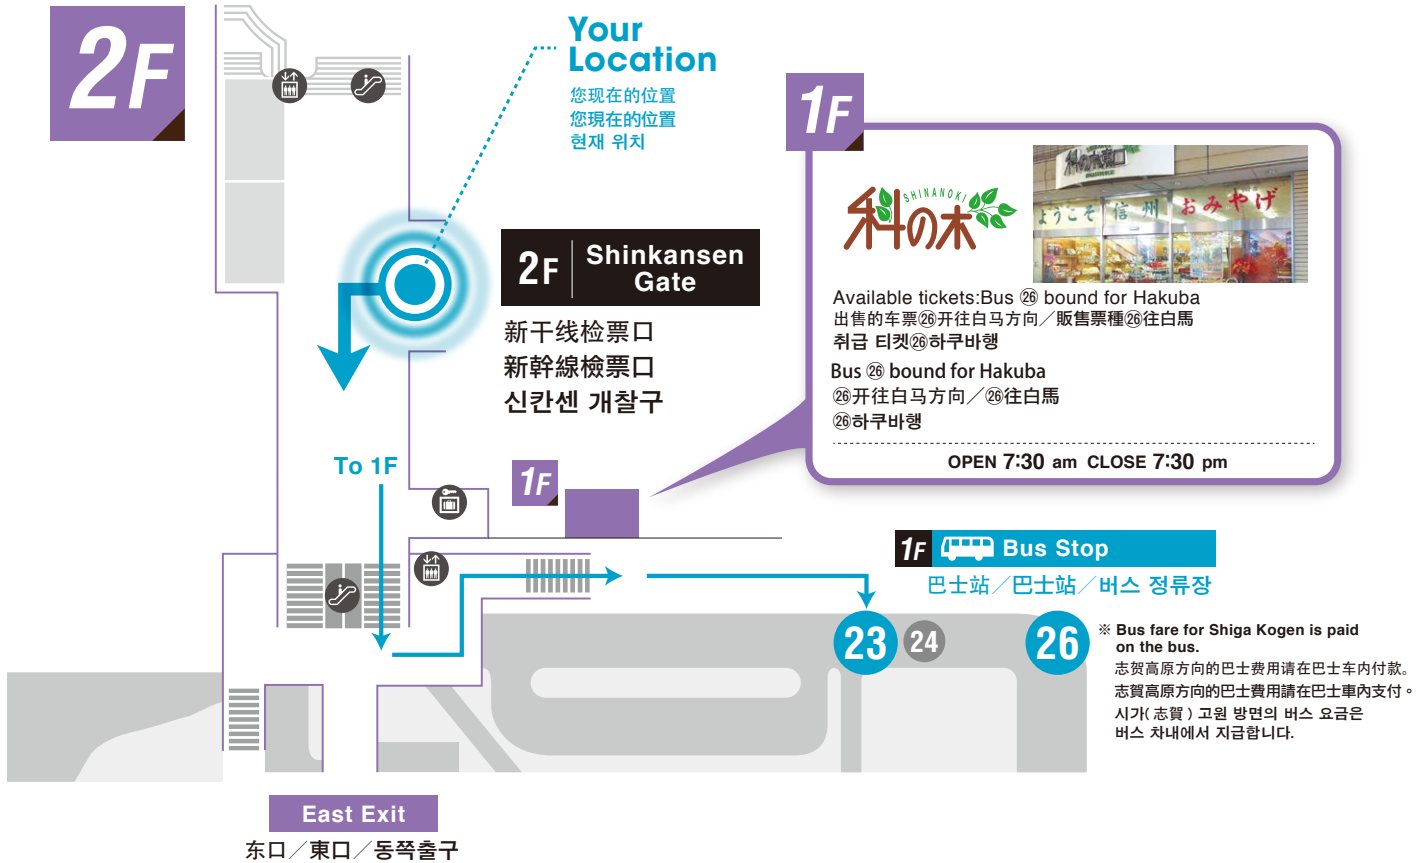 2F
Your
Location
您现在的位置
您現在的位置
현재 위치
2F
Shinkansen
Gate
新干线检票口
新幹線檢票口
신칸센 개찰구
To 1F
1F
1F
科の木
SHINANOKI
科の木東口
ようこそ信州おみやげ
Available tickets:Bus ㉖ bound for Hakuba
出售的车票㉖开往白马方向／販售票種㉖往白馬
취급 티켓㉖하쿠바행
Bus ㉖ bound for Hakuba
㉖开往白马方向／㉖往白馬
㉖하쿠바행
OPEN 7:30 am CLOSE 7:30 pm
1F
Bus Stop
巴士站／巴士站／버스 정류장
23
24
26
※ Bus fare for Shiga Kogen is paid
on the bus.
志贺高原方向的巴士费用请在巴士车内付款。
志賀高原方向的巴士費用請在巴士車內支付。
시가( 志賀 ) 고원 방면의 버스 요금은
버스 차내에서 지급합니다.
East Exit
东口／東口／동쪽출구